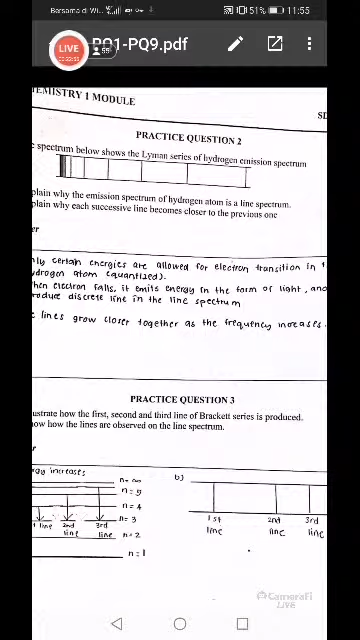 Bersama di Wi...
51%
11:55
PQ1-PQ9.pdf
LIVE
55
EMISTRY 1 MODULE
SD
PRACTICE QUESTION 2
spectrum below shows the Lyman series of hydrogen emission spectrum
plain why the emission spectrum of hydrogen atom is a line spectrum.
plain why each successive line becomes closer to the previous one
er
nly certain energies are allowed for electron transition in
ydrogen atom (quantized).
hen electron falls, it emits energy in the form of light, and
roduce discrete line in the line spectrum
e lines grow closer together as the frequency increases.
PRACTICE QUESTION 3
ustrate how the first, second and third line of Brackett series is produced.
how the lines are observed on the line spectrum.
er
rgy increases
n = ∞
n = 5
n = 4
n = 3
t line 2nd line 3rd line
n = 2
n = 1
b)
1st line 2nd line 3rd line
CameraFi LIVE